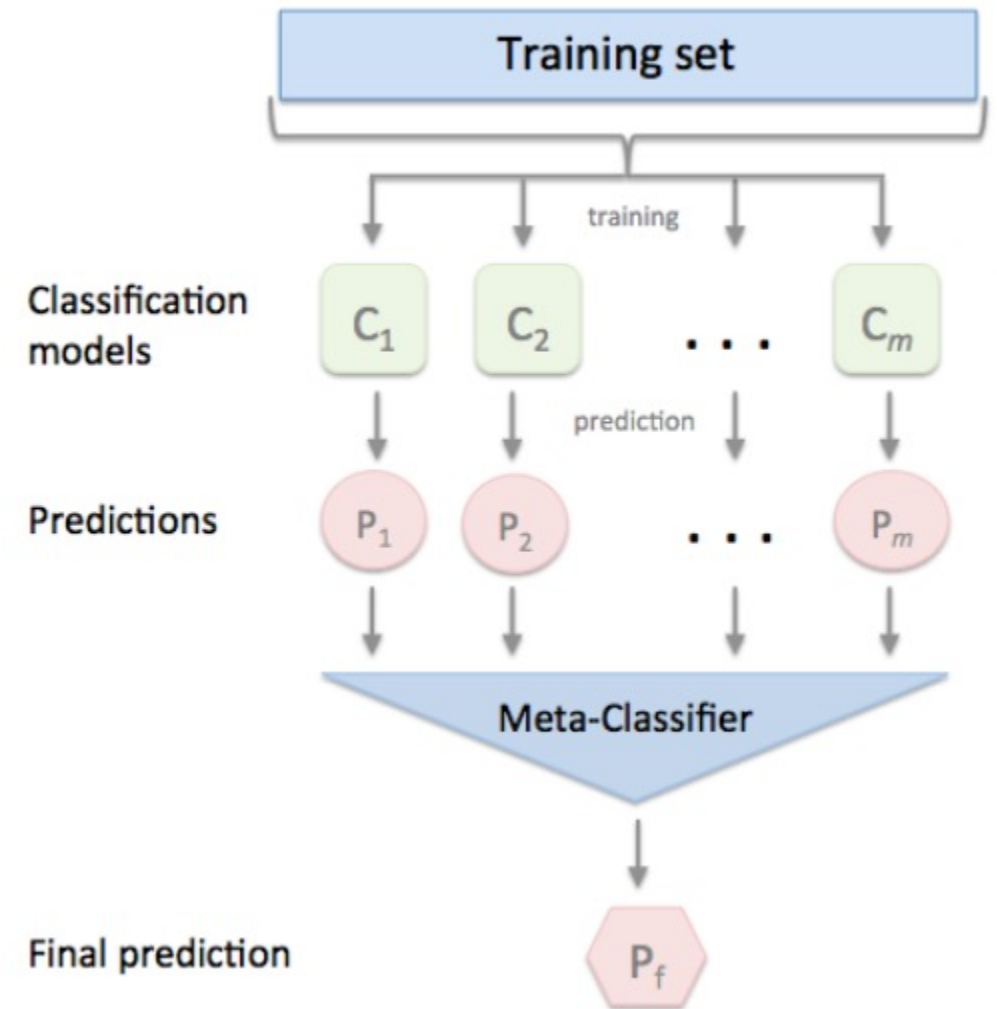 Training set
training
Classification
models
C1 C2 . . . Cm
prediction
Predictions
P1 P2 . . . Pm
Meta-Classifier
Final prediction
Pf